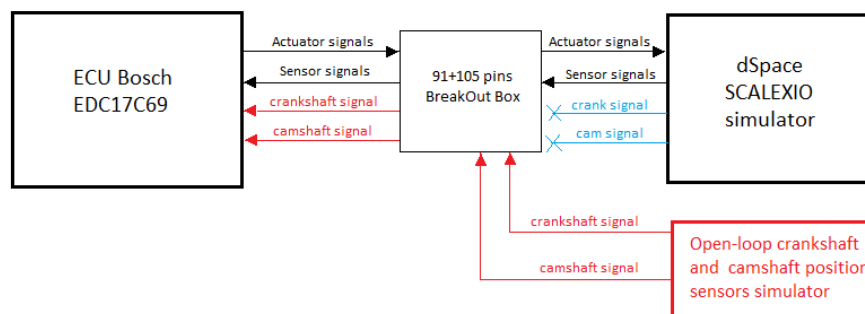 ECU Bosch
EDC17C69
Actuator signals
Sensor signals
crankshaft signal
camshaft signal
91+105 pins
BreakOut Box
Actuator signals
Sensor signals
crank signal
cam signal
dSpace
SCALEXIO
simulator
crankshaft signal
camshaft signal
Open-loop crankshaft
and camshaft position
sensors simulator